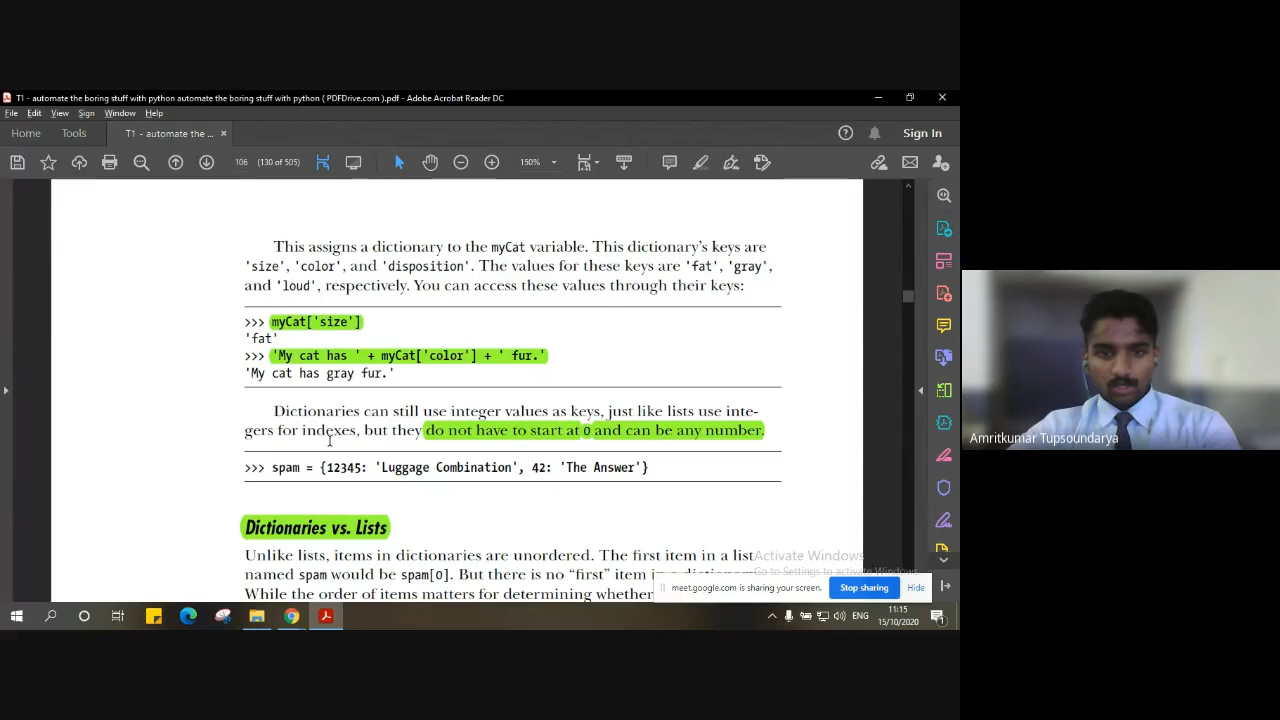 T1 - automate the boring stuff with python automate the boring stuff with python ( PDFDrive.com ).pdf - Adobe Acrobat Reader DC
File Edit View Sign Window Help
Home Tools T1 - automate the ... × Sign In
106 (130 of 505) 150%
This assigns a dictionary to the myCat variable. This dictionary's keys are
'size', 'color', and 'disposition'. The values for these keys are 'fat', 'gray',
and 'loud', respectively. You can access these values through their keys:
>>> myCat['size']
'fat'
>>> 'My cat has ' + myCat['color'] + ' fur.'
'My cat has gray fur.'
Dictionaries can still use integer values as keys, just like lists use inte-
gers for indexes, but they do not have to start at 0 and can be any number.
>>> spam = {12345: 'Luggage Combination', 42: 'The Answer'}
Dictionaries vs. Lists
Unlike lists, items in dictionaries are unordered. The first item in a list
named spam would be spam[0]. But there is no "first" item in a
While the order of items matters for determining whether
Activate Windows
Go to Settings to activate Windows.
meet.google.com is sharing your screen. Stop sharing Hide
ENG
11:15
15/10/2020
Amritkumar Tupsoundarya